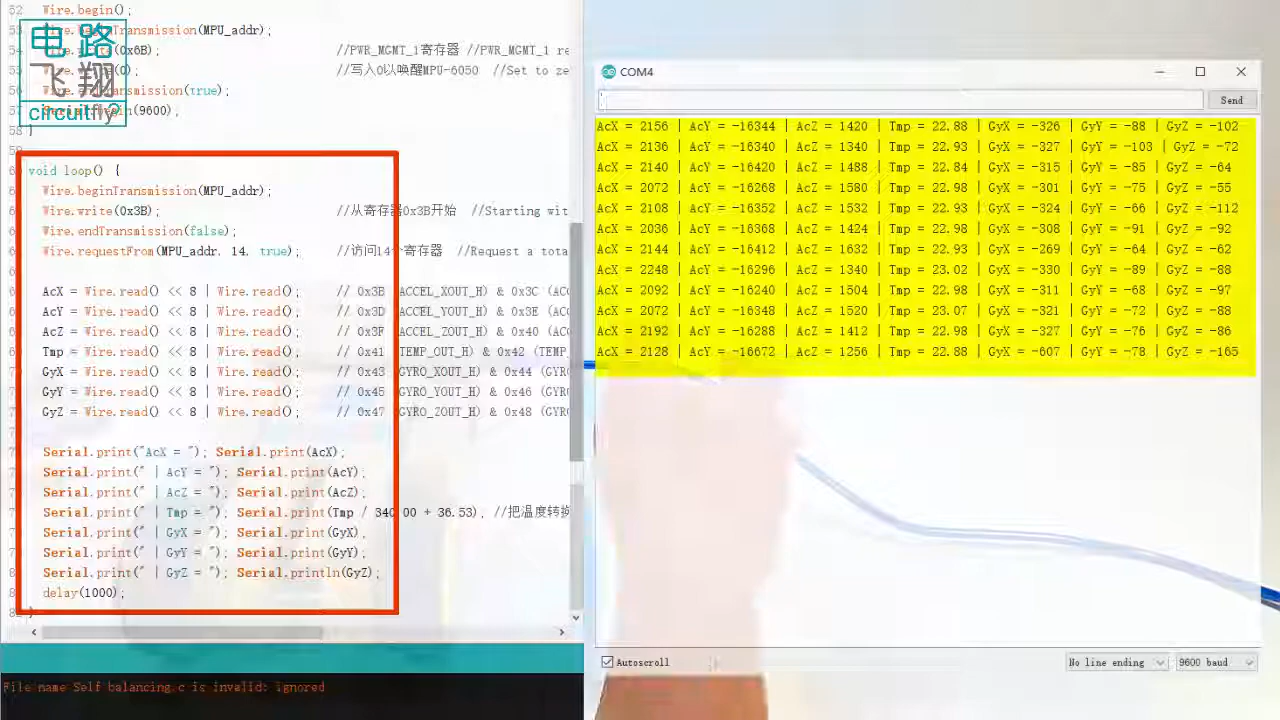 电路
飞翔
circuitfly?
52 Wire.begin();
Wire.beginTransmission(MPU_addr);
Wire.write(0x6B); //PWR_MGMT_1寄存器 //PWR_MGMT_1 re
Wire.write(0); //写入0以唤醒MPU-6050 //Set to ze
Wire.endTransmission(true);
Serial.begin(9600);
58 }
59
void loop() {
Wire.beginTransmission(MPU_addr);
Wire.write(0x3B); //从寄存器0x3B开始 //Starting wit
Wire.endTransmission(false);
Wire.requestFrom(MPU_addr, 14, true); //访问14个寄存器 //Request a tota
AcX = Wire.read() << 8 | Wire.read(); // 0x3B (ACCEL_XOUT_H) & 0x3C (ACC
AcY = Wire.read() << 8 | Wire.read(); // 0x3D (ACCEL_YOUT_H) & 0x3E (ACC
AcZ = Wire.read() << 8 | Wire.read(); // 0x3F (ACCEL_ZOUT_H) & 0x40 (ACC
Tmp = Wire.read() << 8 | Wire.read(); // 0x41 (TEMP_OUT_H) & 0x42 (TEMP_
GyX = Wire.read() << 8 | Wire.read(); // 0x43 (GYRO_XOUT_H) & 0x44 (GYR
GyY = Wire.read() << 8 | Wire.read(); // 0x45 (GYRO_YOUT_H) & 0x46 (GYR
GyZ = Wire.read() << 8 | Wire.read(); // 0x47 (GYRO_ZOUT_H) & 0x48 (GYR
Serial.print("AcX = "); Serial.print(AcX);
Serial.print(" | AcY = "); Serial.print(AcY);
Serial.print(" | AcZ = "); Serial.print(AcZ);
Serial.print(" | Tmp = "); Serial.print(Tmp / 340.00 + 36.53); //把温度转换
Serial.print(" | GyX = "); Serial.print(GyX);
Serial.print(" | GyY = "); Serial.print(GyY);
Serial.print(" | GyZ = "); Serial.println(GyZ);
delay(1000);
}
File name Self balancing.c is invalid: ignored
COM4
Send
AcX = 2156 | AcY = -16344 | AcZ = 1420 | Tmp = 22.88 | GyX = -326 | GyY = -88 | GyZ = -102
AcX = 2136 | AcY = -16340 | AcZ = 1340 | Tmp = 22.93 | GyX = -327 | GyY = -103 | GyZ = -72
AcX = 2140 | AcY = -16420 | AcZ = 1488 | Tmp = 22.84 | GyX = -315 | GyY = -85 | GyZ = -64
AcX = 2072 | AcY = -16268 | AcZ = 1580 | Tmp = 22.98 | GyX = -301 | GyY = -75 | GyZ = -55
AcX = 2108 | AcY = -16352 | AcZ = 1532 | Tmp = 22.93 | GyX = -324 | GyY = -66 | GyZ = -112
AcX = 2036 | AcY = -16368 | AcZ = 1424 | Tmp = 22.98 | GyX = -308 | GyY = -91 | GyZ = -92
AcX = 2144 | AcY = -16412 | AcZ = 1632 | Tmp = 22.93 | GyX = -269 | GyY = -64 | GyZ = -62
AcX = 2248 | AcY = -16296 | AcZ = 1340 | Tmp = 23.02 | GyX = -330 | GyY = -89 | GyZ = -88
AcX = 2092 | AcY = -16240 | AcZ = 1504 | Tmp = 22.98 | GyX = -311 | GyY = -68 | GyZ = -97
AcX = 2072 | AcY = -16348 | AcZ = 1520 | Tmp = 23.07 | GyX = -321 | GyY = -72 | GyZ = -88
AcX = 2192 | AcY = -16288 | AcZ = 1412 | Tmp = 22.98 | GyX = -327 | GyY = -76 | GyZ = -86
AcX = 2128 | AcY = -16672 | AcZ = 1256 | Tmp = 22.88 | GyX = -607 | GyY = -78 | GyZ = -165
Autoscroll
No line ending
9600 baud